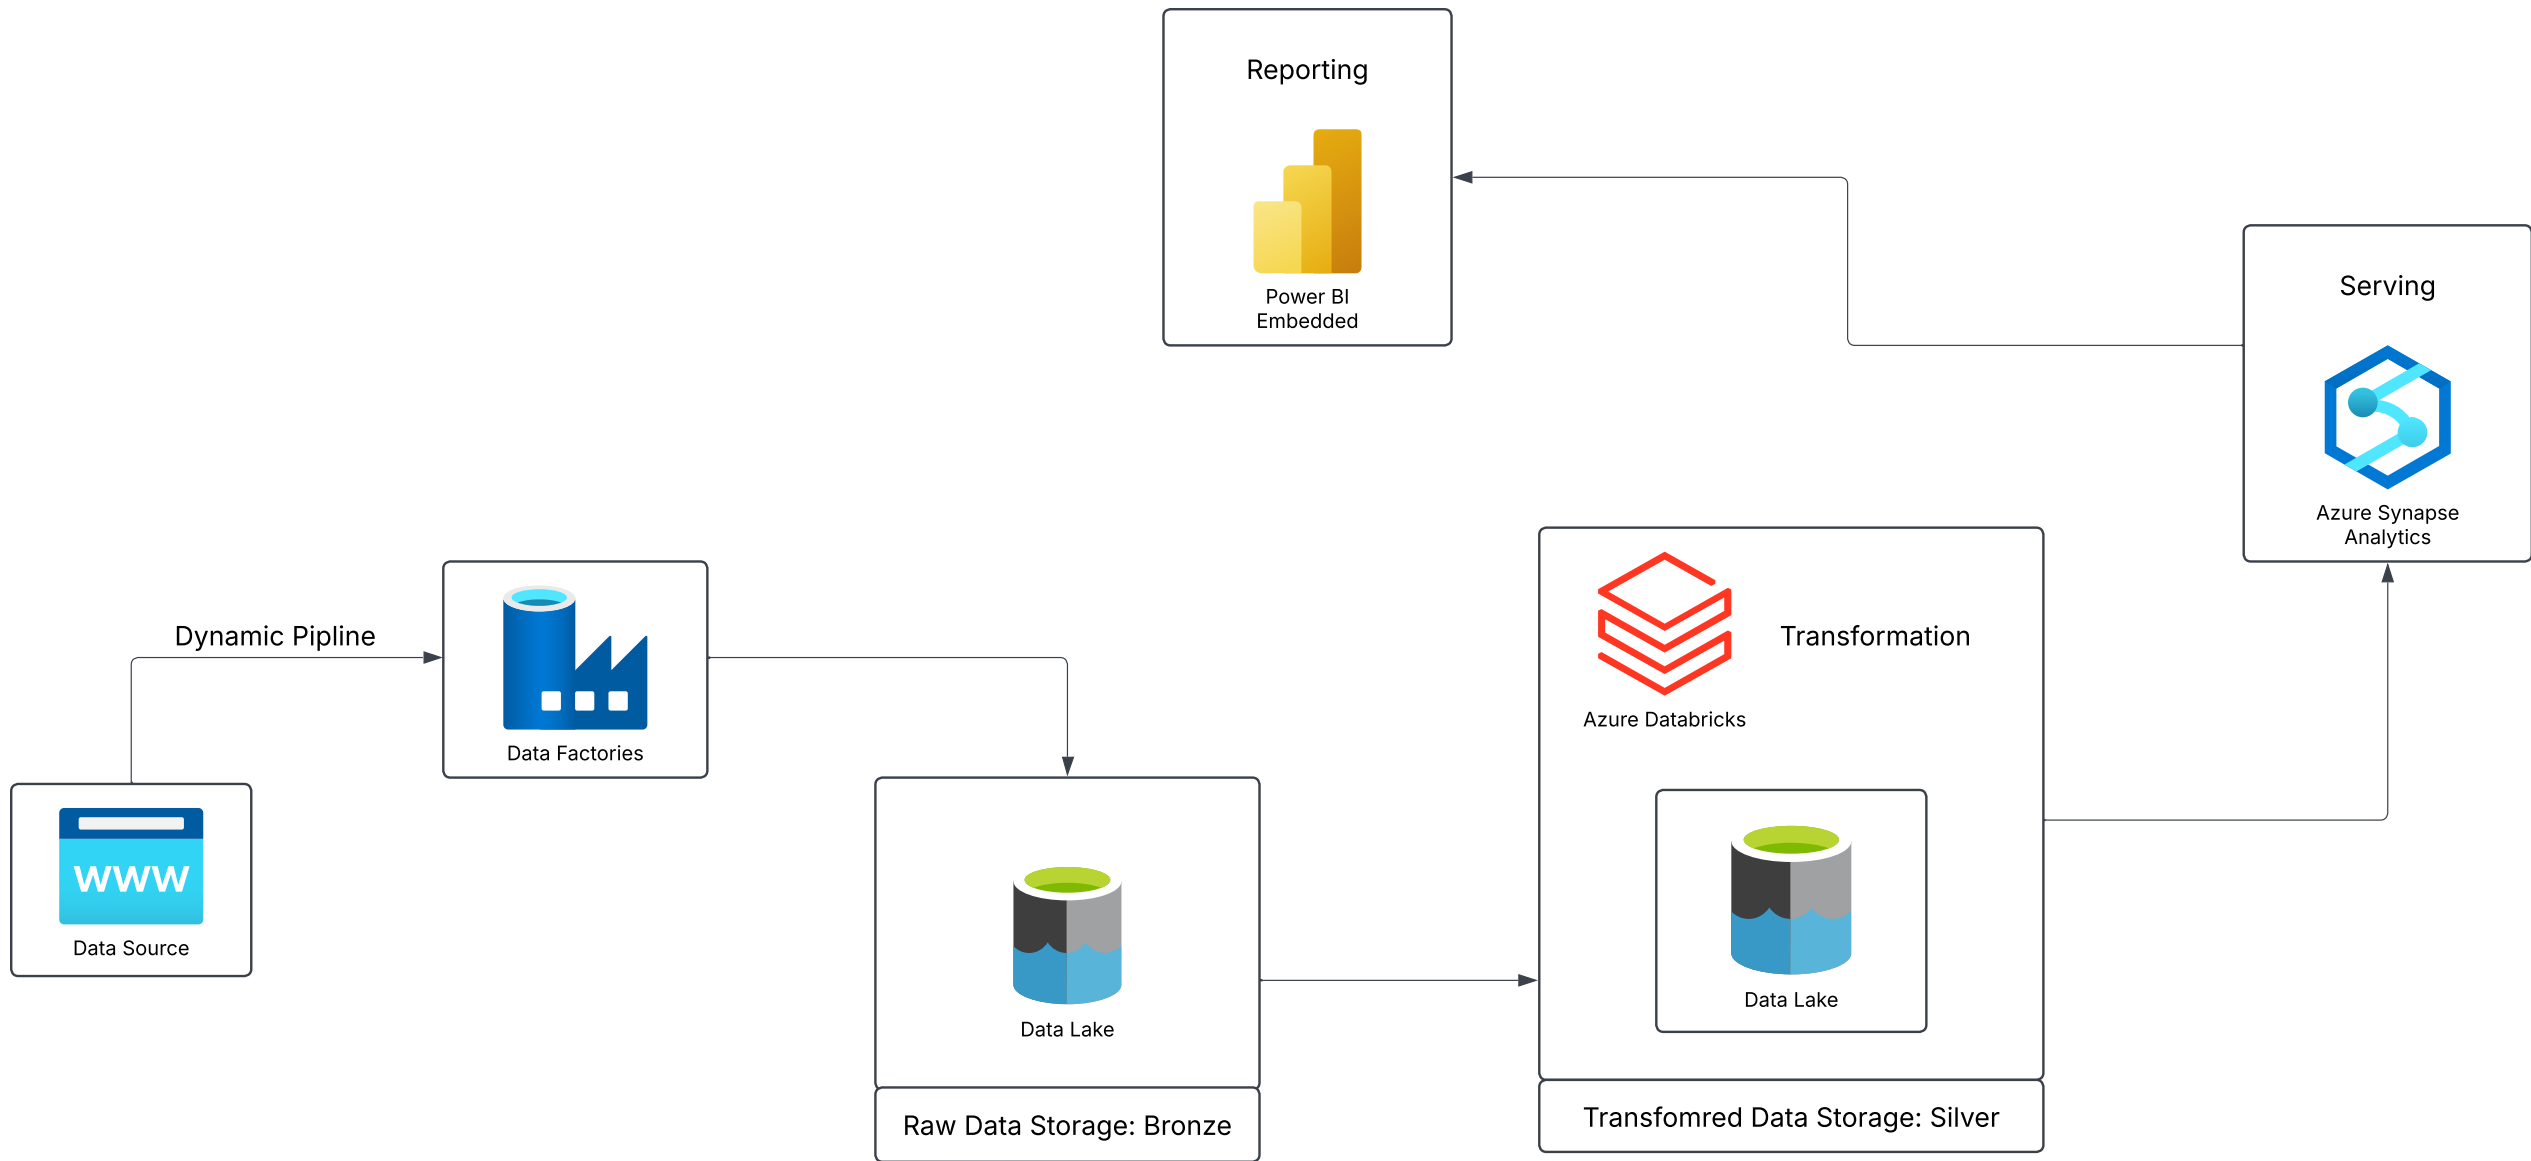 Reporting
Power BI
Embedded
Serving
Azure Synapse
Analytics
Dynamic Pipline
Data Factories
Transformation
Azure Databricks
www
Data Source
Data Lake
Data Lake
Raw Data Storage: Bronze
Transfomred Data Storage: Silver